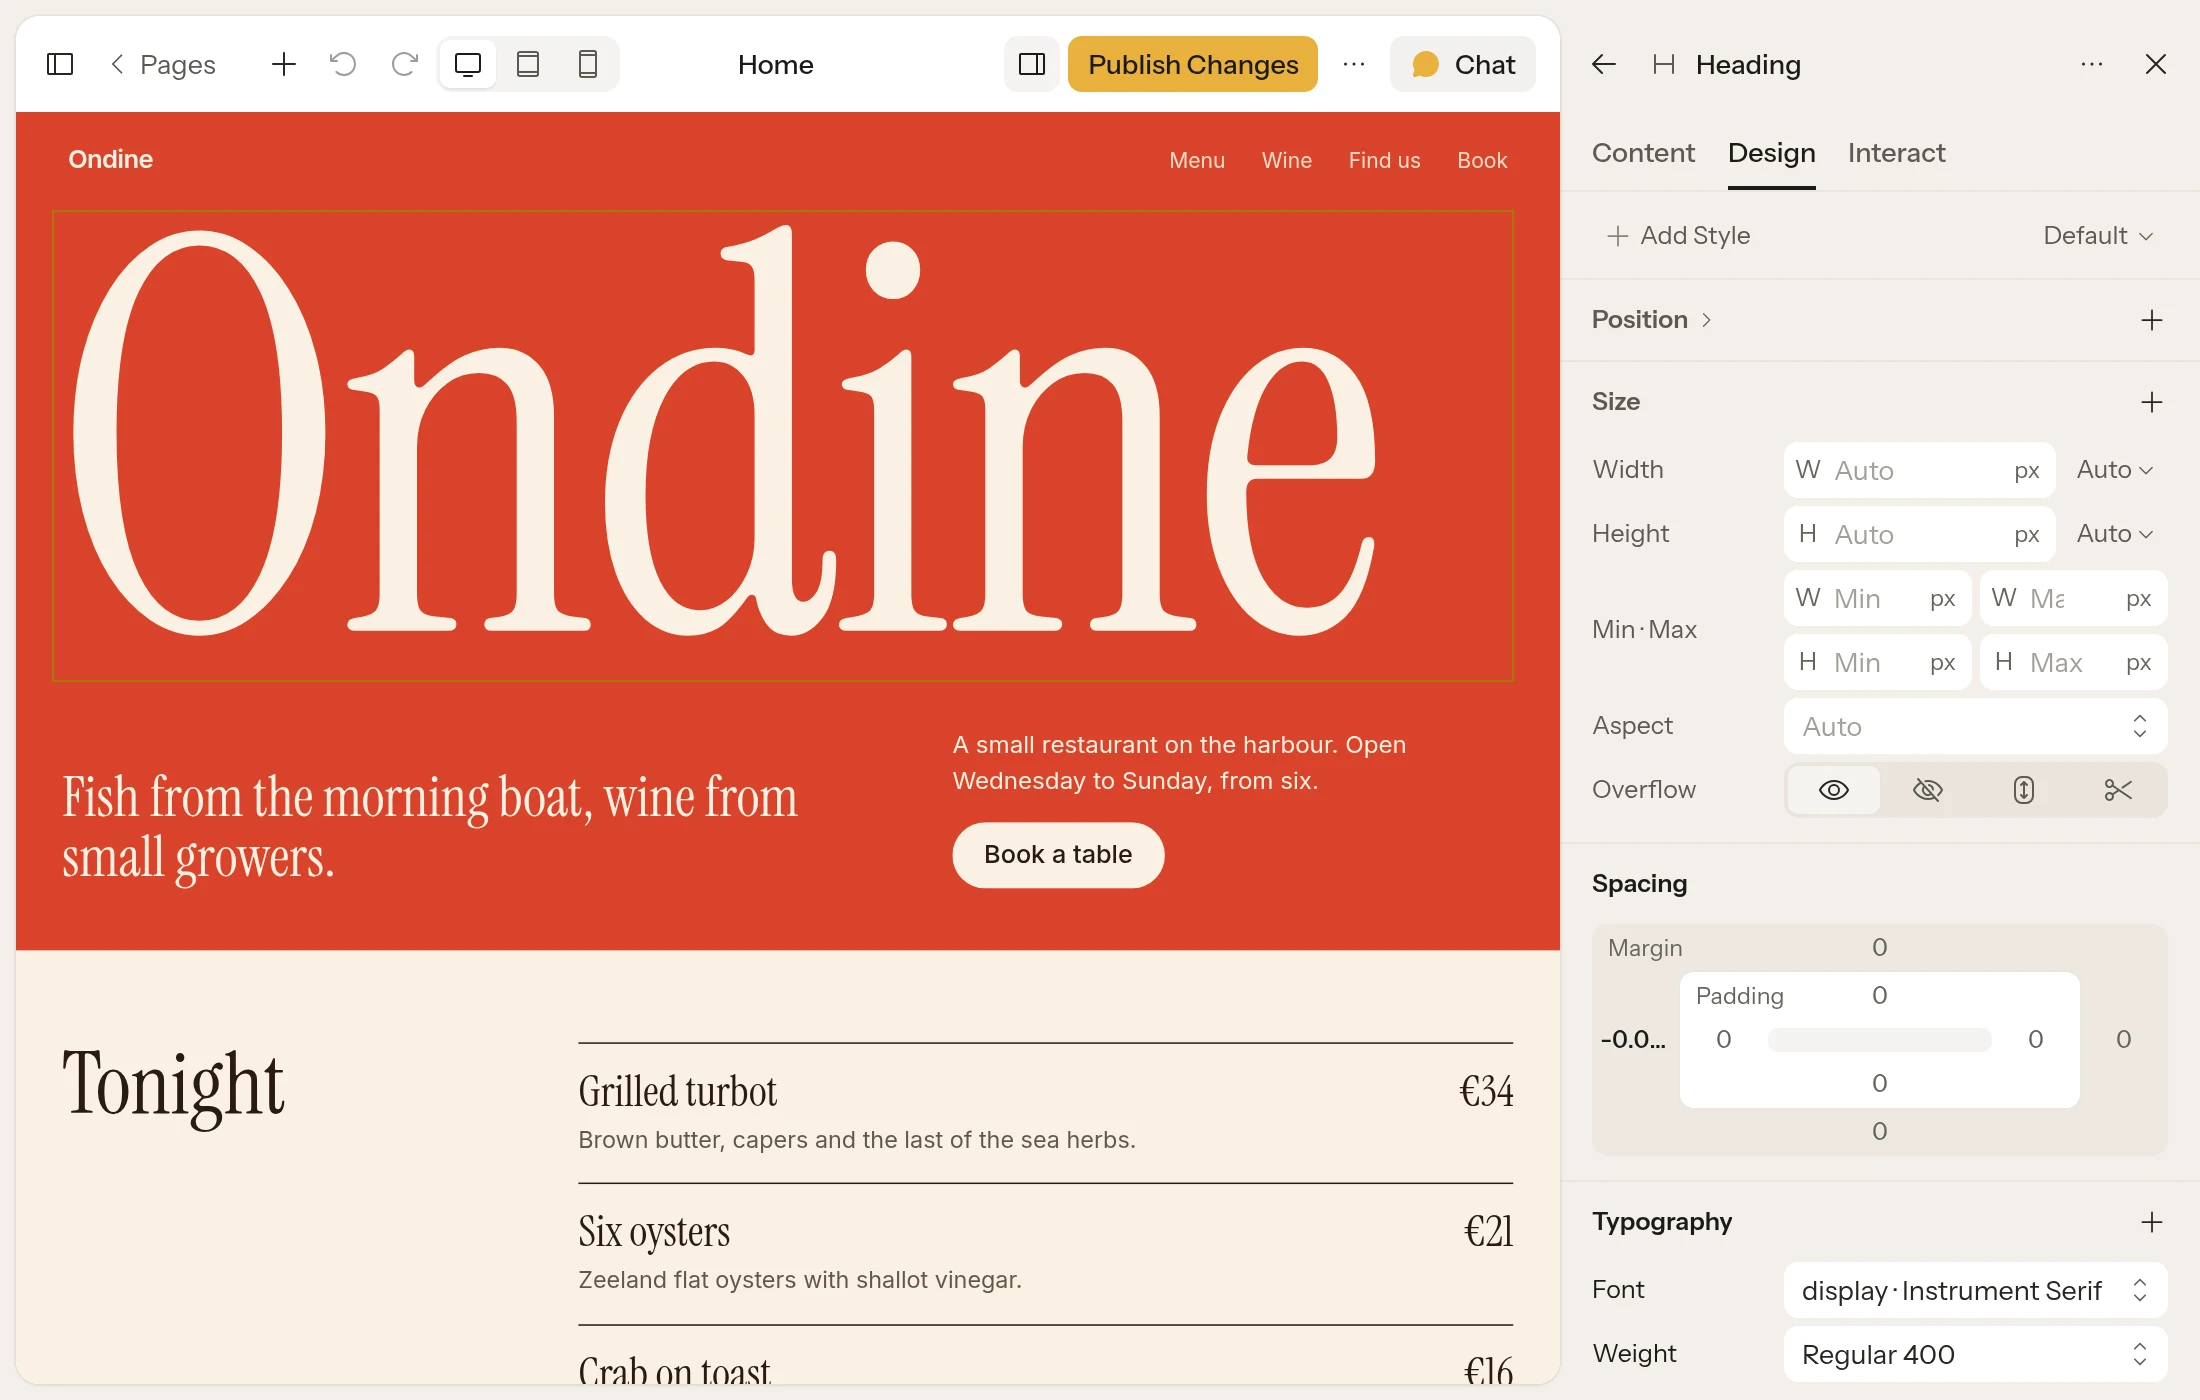 Pages
Home
Publish Changes
Chat
Ondine
Menu
Wine
Find us
Book
Ondine
Fish from the morning boat, wine from
small growers.
A small restaurant on the harbour. Open
Wednesday to Sunday, from six.
Book a table
Tonight
Grilled turbot
€34
Brown butter, capers and the last of the sea herbs.
Six oysters
€21
Zeeland flat oysters with shallot vinegar.
Crab on toast
€16
Heading
Content
Design
Interact
Add Style
Default
Position
Size
Width
W Auto px
Auto
Height
H Auto px
Auto
Min·Max
W Min px
W Ma px
H Min px
H Max px
Aspect
Auto
Overflow
Spacing
Margin
0
Padding
0
-0.0...
0
0
0
0
0
Typography
Font
display·Instrument Serif
Weight
Regular 400